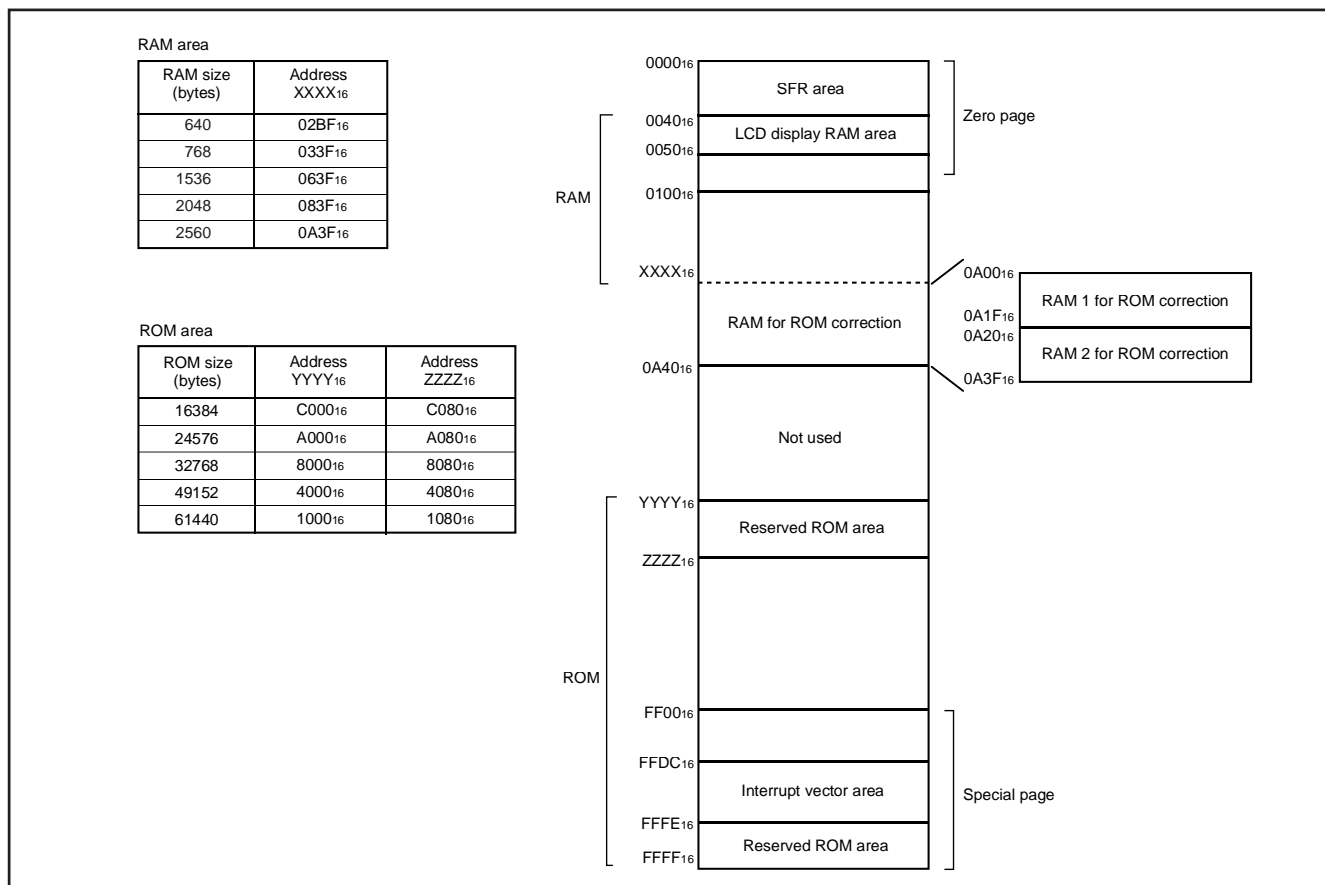 RAM area
RAM size (bytes) Address XXXX16
640 02BF16
768 033F16
1536 063F16
2048 083F16
2560 0A3F16
ROM area
ROM size (bytes) Address YYYY16 Address ZZZZ16
16384 C00016 C08016
24576 A00016 A08016
32768 800016 808016
49152 400016 408016
61440 100016 108016
000016
SFR area
Zero page
004016
LCD display RAM area
005016
RAM
010016
XXXX16
RAM for ROM correction
0A4016
0A0016
RAM 1 for ROM correction
0A1F16
0A2016
RAM 2 for ROM correction
0A3F16
Not used
YYYY16
Reserved ROM area
ZZZZ16
ROM
FF0016
FFDC16
Interrupt vector area
Special page
FFFE16
Reserved ROM area
FFFF16